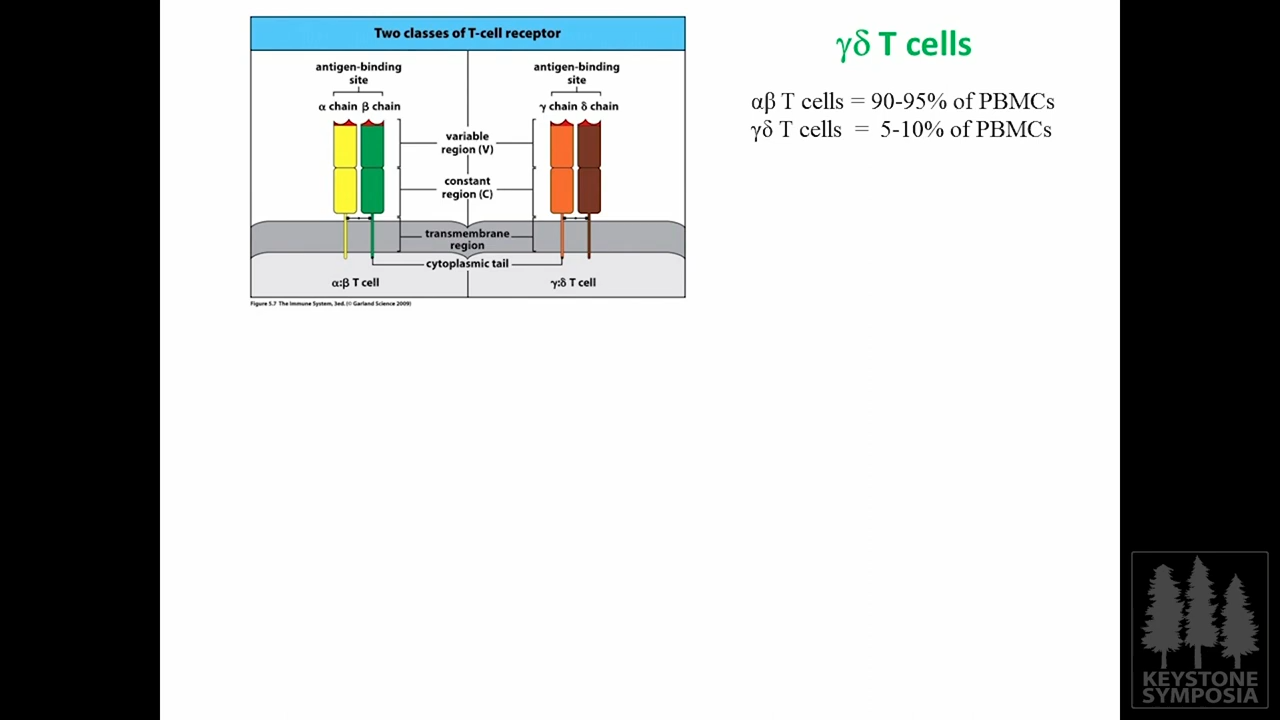 Two classes of T-cell receptor
antigen-binding
site
α chain β chain
antigen-binding
site
γ chain δ chain
variable
region (V)
constant
region (C)
transmembrane
region
cytoplasmic tail
α:β T cell
γ:δ T cell
Figure 5.7 The Immune System, 3ed. (© Garland Science 2009)
γδ T cells
αβ T cells = 90-95% of PBMCs
γδ T cells = 5-10% of PBMCs
KEYSTONE
SYMPOSIA